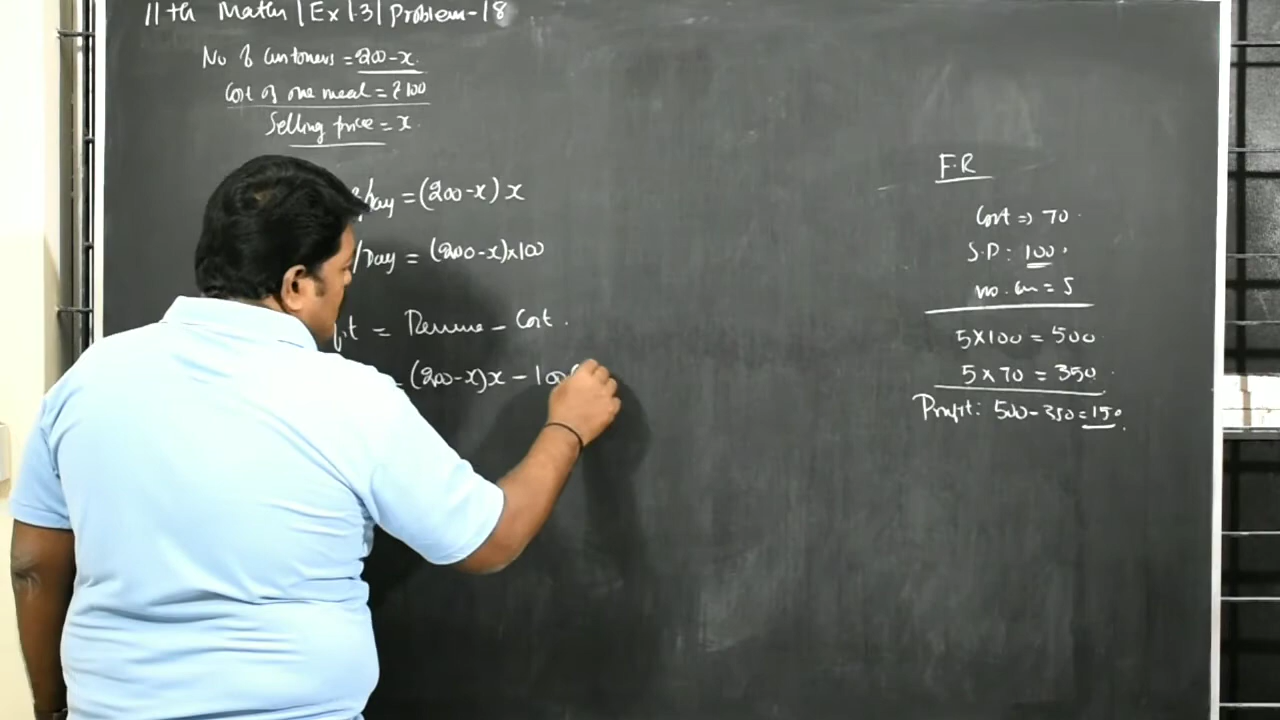 11th Maths | Ex 1.3 | Problem-18
No of Customers = 200-x.
Cost of one meal = ₹100
Selling price = x.
/Day = (200-x) x
/Day = (200-x)×100
fit = Revenue - Cost.
= (200-x)x - 100
F.R
Cost => 70.
S.P: 100.
no. cu = 5
5×100 = 500
5×70 = 350.
Profit: 500-350=150.